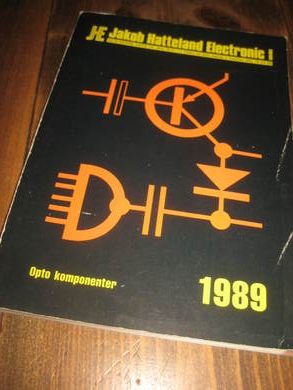 JHE Jakob Hatteland Electronic !
Opto komponenter
1989